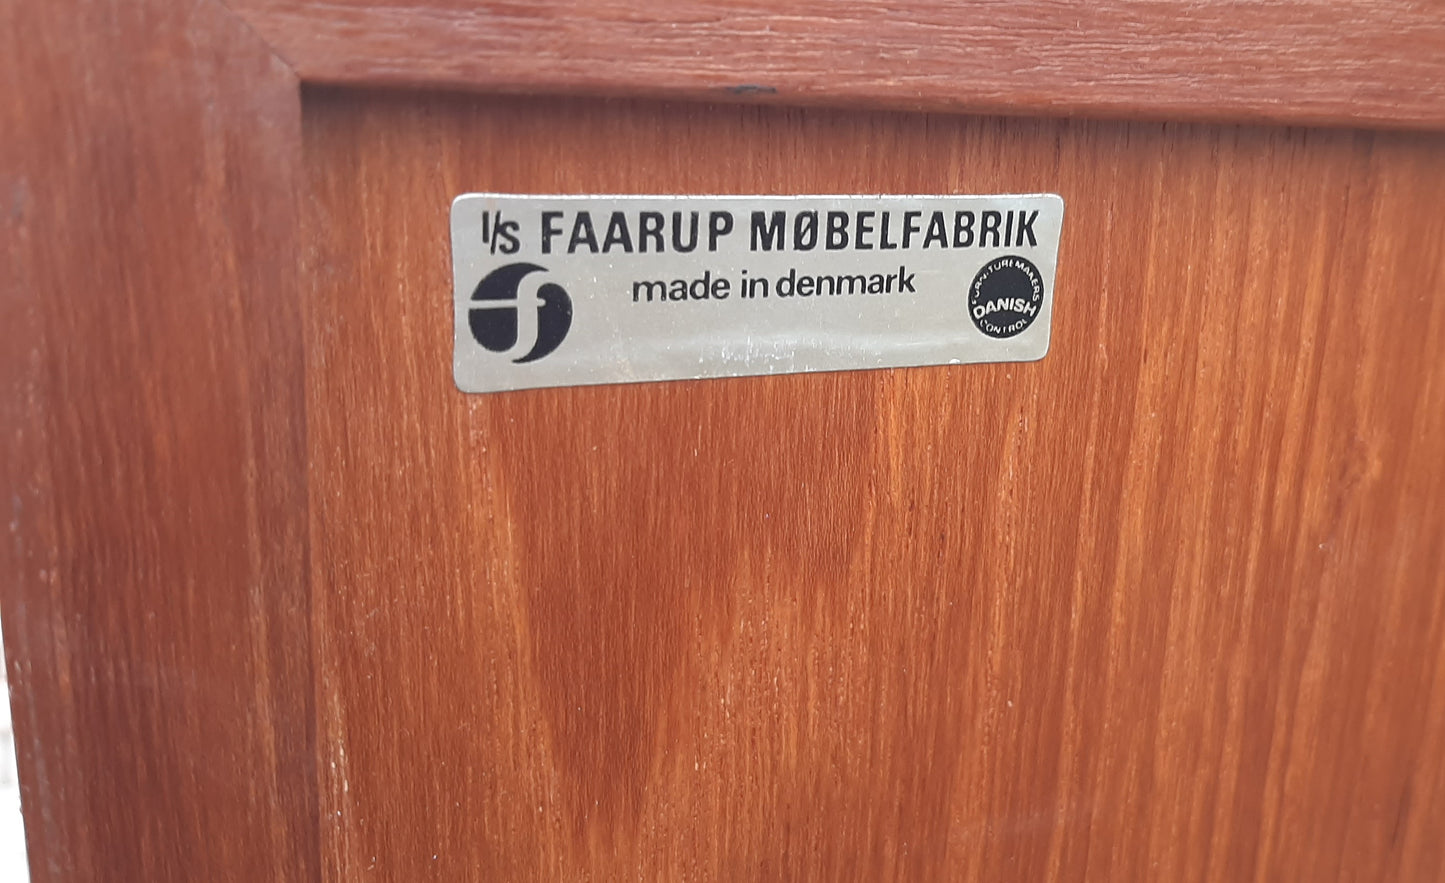 I/S FAARUP MØBELFABRIK
f
made in denmark
FURNITUREMAKERS
DANISH
CONTROL